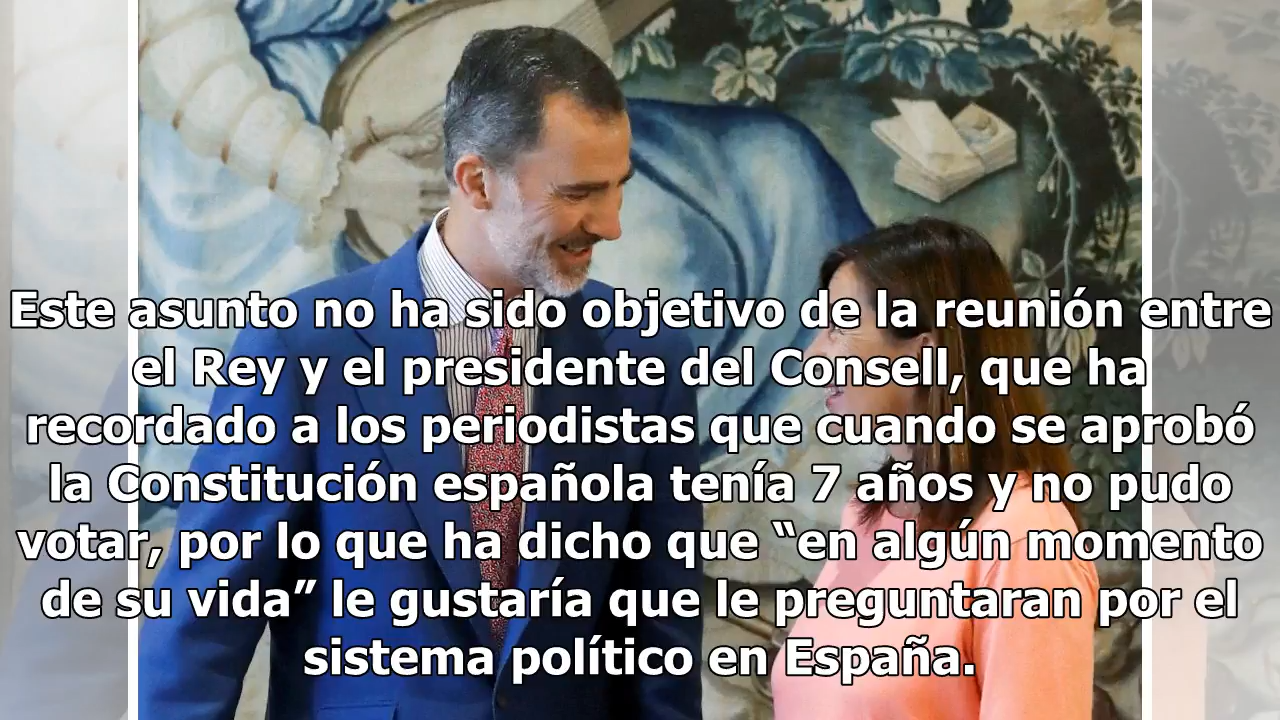 Este asunto no ha sido objetivo de la reunión entre
el Rey y el presidente del Consell, que ha
recordado a los periodistas que cuando se aprobó
la Constitución española tenía 7 años y no pudo
votar, por lo que ha dicho que “en algún momento
de su vida” le gustaría que le preguntaran por el
sistema político en España.